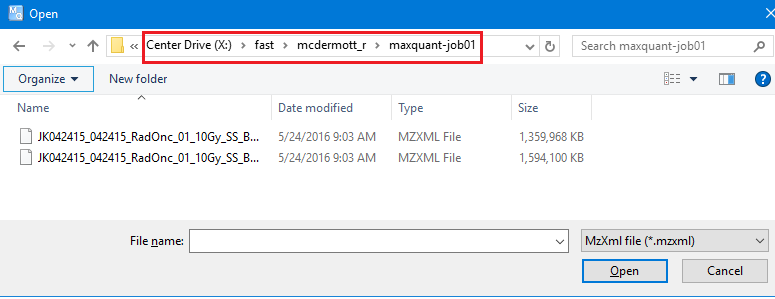 Open
« Center Drive (X:) > fast > mcdermott_r > maxquant-job01
Search maxquant-job01
Organize
New folder
?
Name Date modified Type Size
JK042415_042415_RadOnc_01_10Gy_SS_B... 5/24/2016 9:03 AM MZXML File 1,359,968 KB
JK042415_042415_RadOnc_01_10Gy_SS_B... 5/24/2016 9:03 AM MZXML File 1,594,100 KB
File name:
MzXml file (*.mzxml)
Open
Cancel